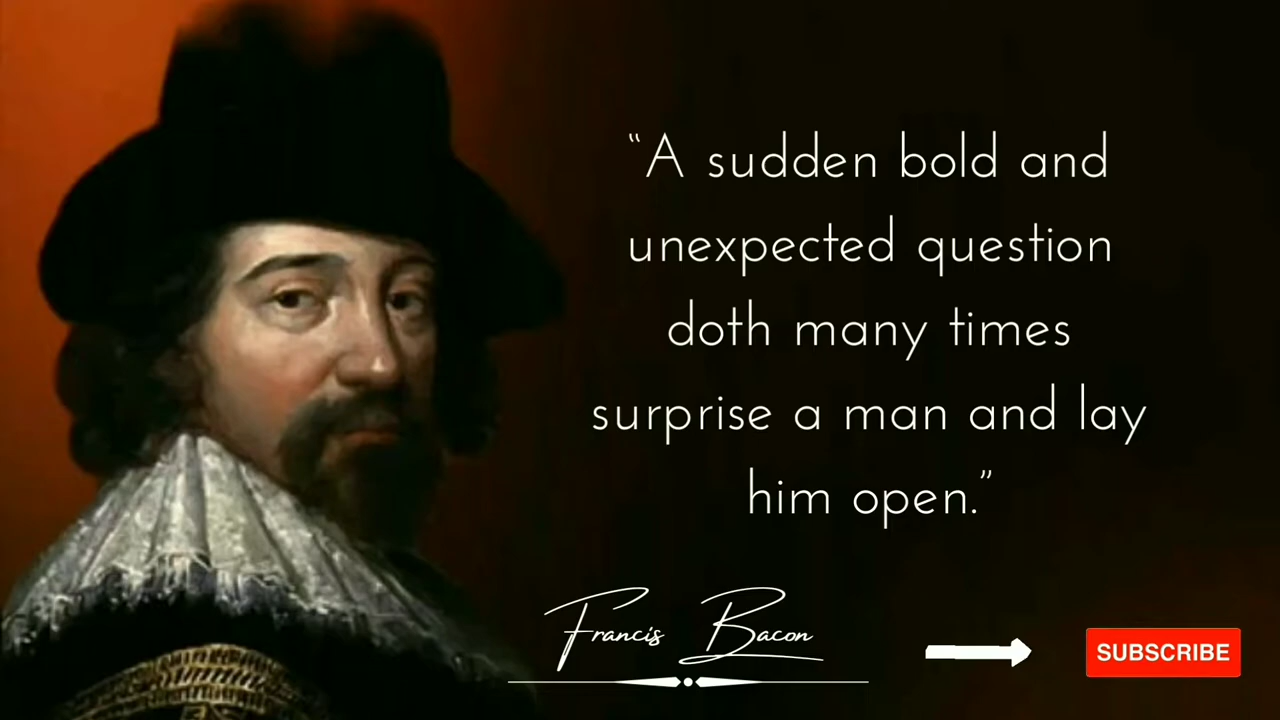 “A sudden bold and
unexpected question
doth many times
surprise a man and lay
him open.”
Francis Bacon
SUBSCRIBE